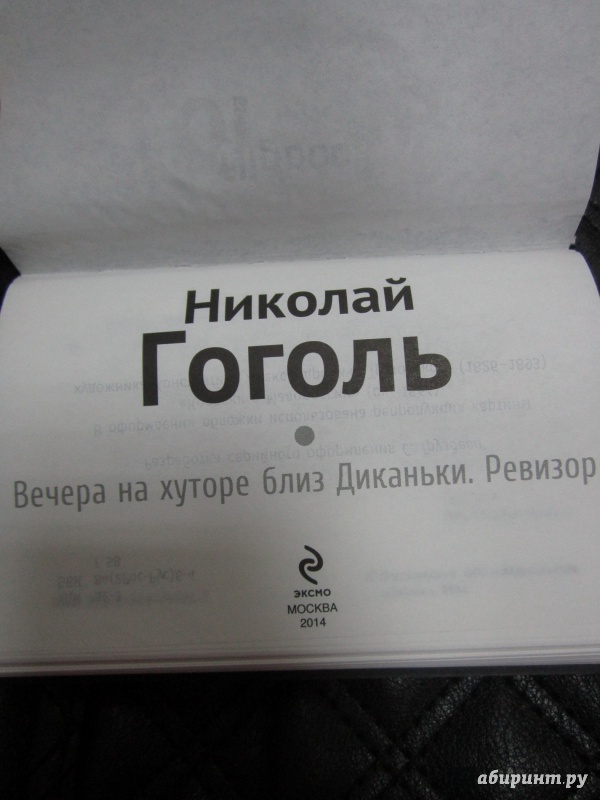 Николай
Гоголь
Вечера на хуторе близ Диканьки. Ревизор
эксмо
МОСКВА
2014
абиринт.ру